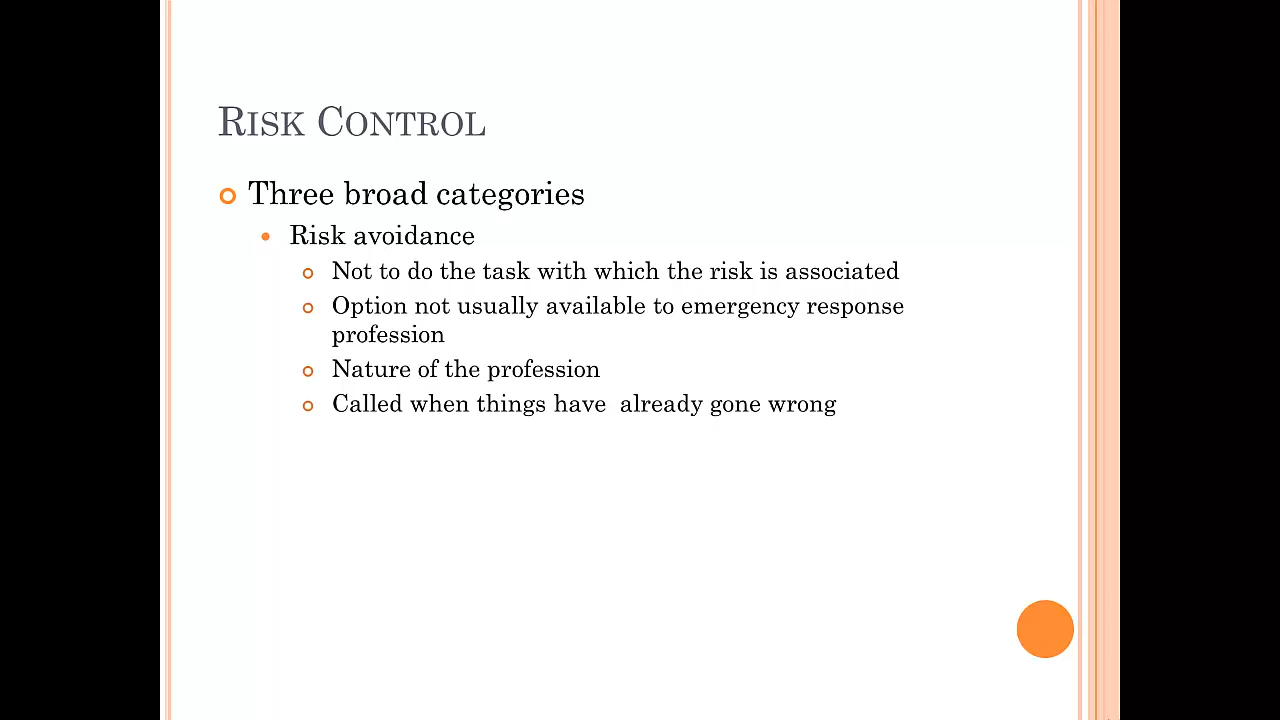 Risk Control
Three broad categories
Risk avoidance
Not to do the task with which the risk is associated
Option not usually available to emergency response
profession
Nature of the profession
Called when things have  already gone wrong